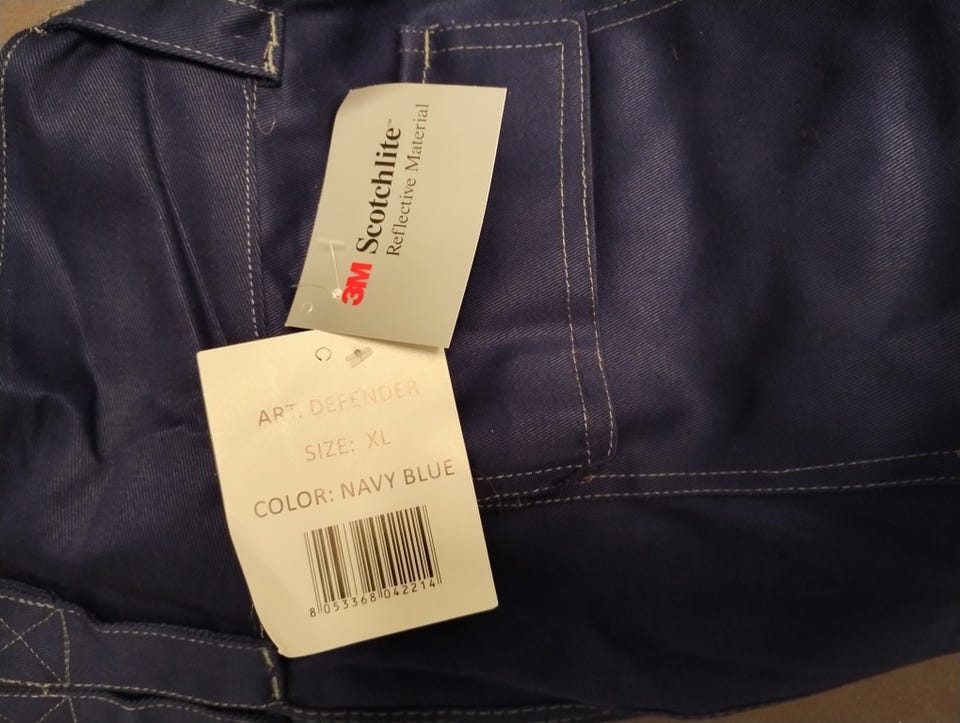 3M Scotchlite™
Reflective Material
ART. DEFENDER
SIZE: XL
COLOR: NAVY BLUE
8 053368 042214